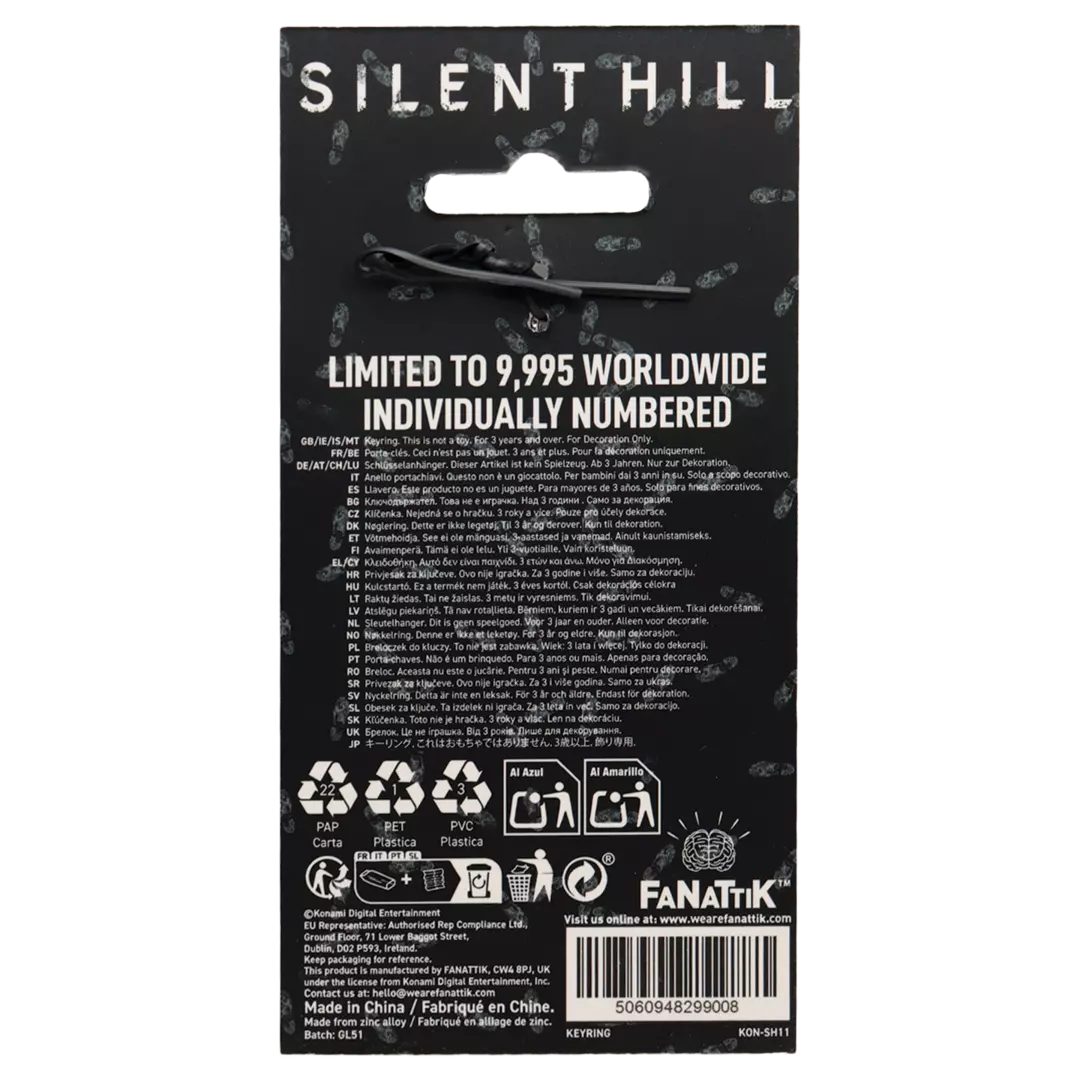 SILENT HILL
LIMITED TO 9,995 WORLDWIDE
INDIVIDUALLY NUMBERED
GB/IE/IS/MT Keyring. This is not a toy. For 3 years and over. For Decoration Only.
FR/BE Porte-clés. Ceci n'est pas un jouet. 3 ans et plus. Pour la décoration uniquement.
DE/AT/CH/LU Schlüsselanhänger. Dieser Artikel ist kein Spielzeug. Ab 3 Jahren. Nur zur Dekoration.
IT Anello portachiavi. Questo non è un giocattolo. Per bambini dai 3 anni in su. Solo a scopo decorativo.
ES Llavero. Este producto no es un juguete. Para mayores de 3 años. Solo para fines decorativos.
BG Ключодържател. Това не е играчка. Над 3 години . Само за декорация.
CZ Klíčenka. Nejedná se o hračku. 3 roky a více. Pouze pro účely dekorace.
DK Nøglering. Dette er ikke legetøj. Til 3 år og derover. Kun til dekoration.
ET Võtmehoidja. See ei ole mänguasi. 3-aastased ja vanemad. Ainult kaunistamiseks.
FI Avaimenperä. Tämä ei ole lelu. Yli 3-vuotiaille. Vain koristeluun.
EL/CY Κλειδοθήκη. Αυτό δεν είναι παιχνίδι. 3 ετών και άνω. Μόνο για διακόσμηση.
HR Privjesak za ključeve. Ovo nije igračka. Za 3 godine i više. Samo za dekoraciju.
HU Kulcstartó. Ez a termék nem játék. 3 éves kortól. Csak dekorációs célokra
LT Raktų žiedas. Tai ne žaislas. 3 metų ir vyresniems. Tik dekoravimui.
LV Atslēgu piekariņš. Tā nav rotaļlieta. Bērniem, kuriem ir 3 gadi un vecākiem. Tikai dekorēšanai.
NL Sleutelhanger. Dit is geen speelgoed. Voor 3 jaar en ouder. Alleen voor decoratie.
NO Nøkkelring. Denne er ikke et leketøy. For 3 år og eldre. Kun til dekorasjon.
PL Breloczek do kluczy. To nie jest zabawka. Wiek: 3 lata i więcej. Tylko do dekoracji.
PT Porta-chaves. Não é um brinquedo. Para 3 anos ou mais. Apenas para decoração.
RO Breloc. Aceasta nu este o jucărie. Pentru 3 ani și peste. Numai pentru decorare.
SR Privezak za ključeve. Ovo nije igračka. Za 3 i više godina. Samo za ukras.
SV Nyckelring. Detta är inte en leksak. För 3 år och äldre. Endast för dekoration.
SL Obesek za ključe. Ta izdelek ni igrača. Za 3 leta in več. Samo za dekoracijo.
SK Kľúčenka. Toto nie je hračka. 3 roky a viac. Len na dekoráciu.
UK Брелок. Це не іграшка. Від 3 років. Лише для декорування.
JP キーリング. これはおもちゃではありません. 3歳以上. 飾り専用.
22 1 3 Al Azul Al Amarillo
PAP PET PVC
Carta Plastica Plastica
FR IT PT SL
+
®
FANATTIK™
Visit us online at: www.wearefanattik.com
©Konami Digital Entertainment
EU Representative: Authorised Rep Compliance Ltd.,
Ground Floor, 71 Lower Baggot Street,
Dublin, D02 P593, Ireland.
Keep packaging for reference.
This product is manufactured by FANATTIK, CW4 8PJ, UK
under the license from Konami Digital Entertainment, Inc.
Contact us at: hello@wearefanattik.com
Made in China / Fabriqué en Chine.
Made from zinc alloy / Fabriqué en alliage de zinc.
Batch: GL51
5060948299008
KEYRING KON-SH11